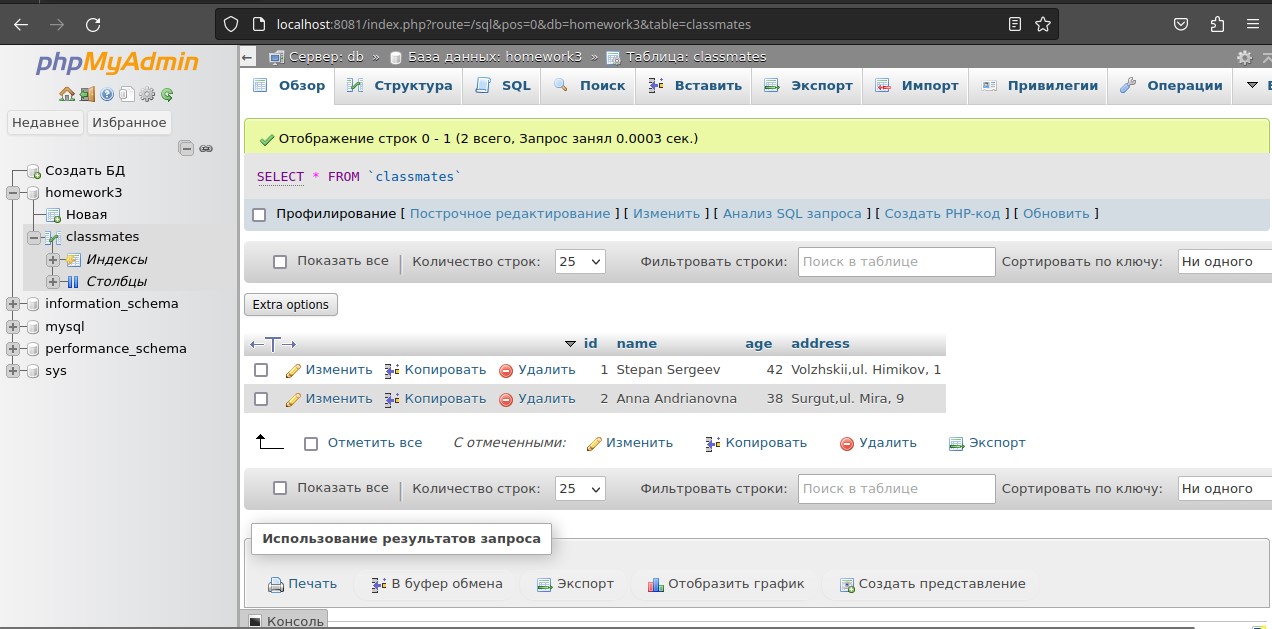 localhost:8081/index.php?route=/sql&pos=0&db=homework3&table=classmates
phpMyAdmin
Недавнее Избранное
Создать БД
homework3
Новая
classmates
Индексы
Столбцы
information_schema
mysql
performance_schema
sys
Сервер: db » База данных: homework3 » Таблица: classmates
Обзор Структура SQL Поиск Вставить Экспорт Импорт Привилегии Операции
Отображение строк 0 - 1 (2 всего, Запрос занял 0.0003 сек.)
SELECT * FROM `classmates`
Профилирование [ Построчное редактирование ] [ Изменить ] [ Анализ SQL запроса ] [ Создать PHP-код ] [ Обновить ]
Показать все Количество строк: 25 Фильтровать строки: Поиск в таблице Сортировать по ключу: Ни одного
Extra options
←T→ id name age address
Изменить Копировать Удалить 1 Stepan Sergeev 42 Volzhskii,ul. Himikov, 1
Изменить Копировать Удалить 2 Anna Andrianovna 38 Surgut,ul. Mira, 9
Отметить все С отмеченными: Изменить Копировать Удалить Экспорт
Показать все Количество строк: 25 Фильтровать строки: Поиск в таблице Сортировать по ключу: Ни одного
Использование результатов запроса
Печать В буфер обмена Экспорт Отобразить график Создать представление
Консоль